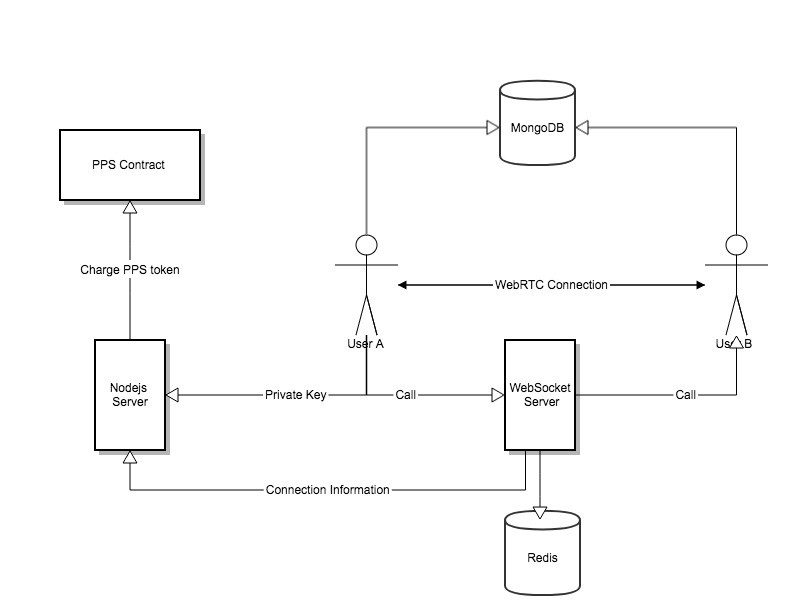 MongoDB
PPS Contract
Charge PPS token
WebRTC Connection
User A
User B
Nodejs
Server
Private Key
Call
WebSocket
Server
Call
Connection Information
Redis